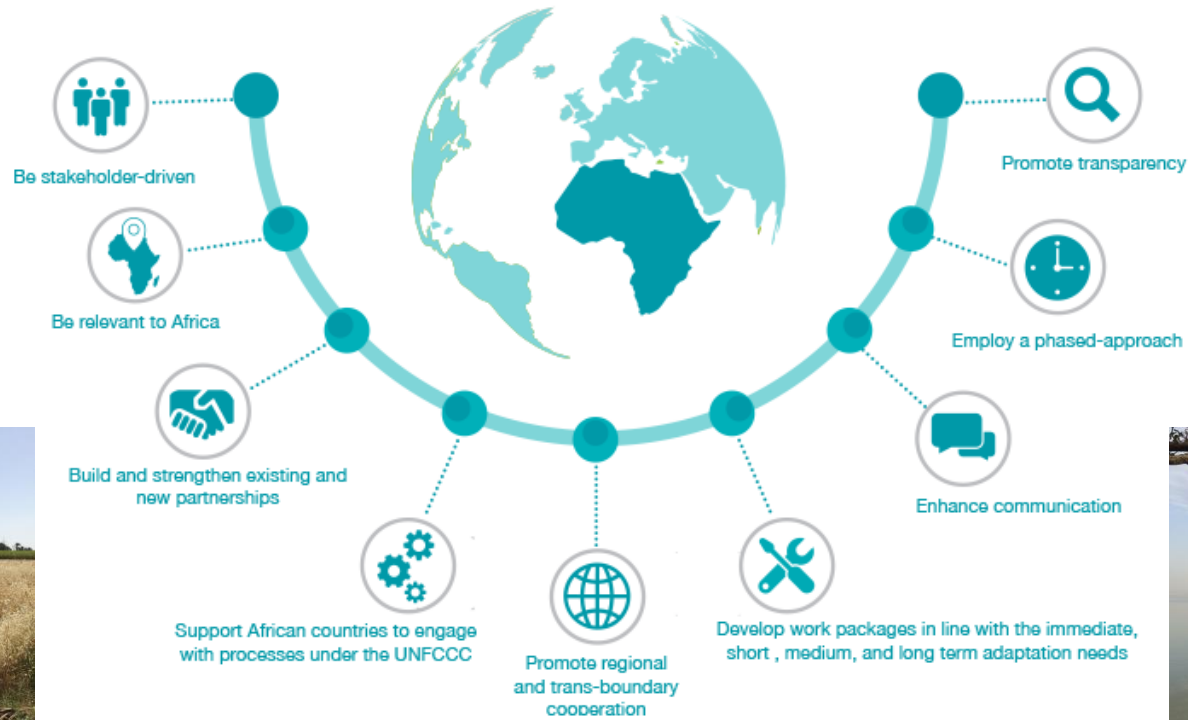 Be stakeholder-driven
Be relevant to Africa
Build and strengthen existing and
new partnerships
Support African countries to engage
with processes under the UNFCCC
Promote regional
and trans-boundary
cooperation
Develop work packages in line with the immediate,
short , medium, and long term adaptation needs
Enhance communication
Employ a phased-approach
Promote transparency